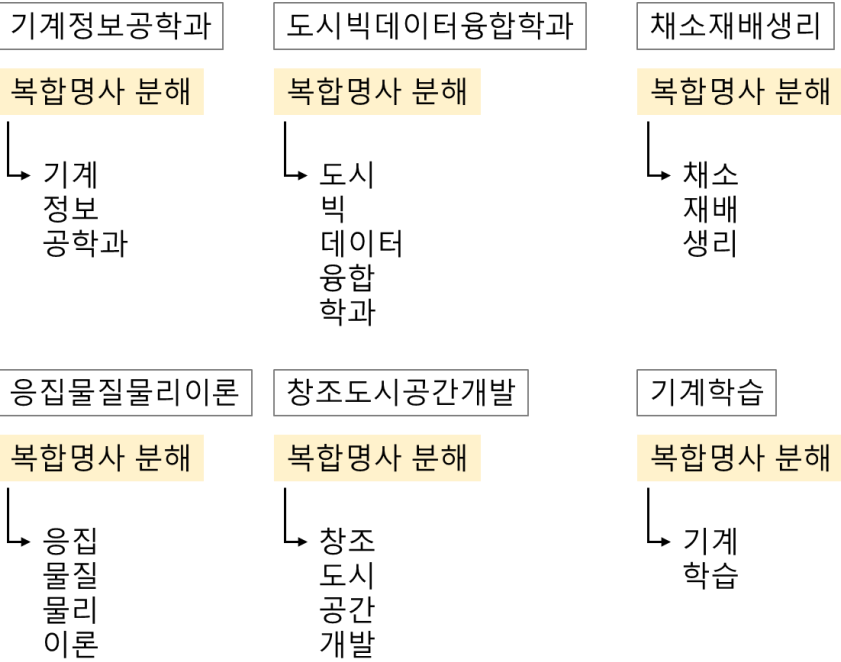 기계정보공학과
복합명사 분해
기계
정보
공학과
도시빅데이터융합학과
복합명사 분해
도시
빅
데이터
융합
학과
채소재배생리
복합명사 분해
채소
재배
생리
응집물질물리이론
복합명사 분해
응집
물질
물리
이론
창조도시공간개발
복합명사 분해
창조
도시
공간
개발
기계학습
복합명사 분해
기계
학습